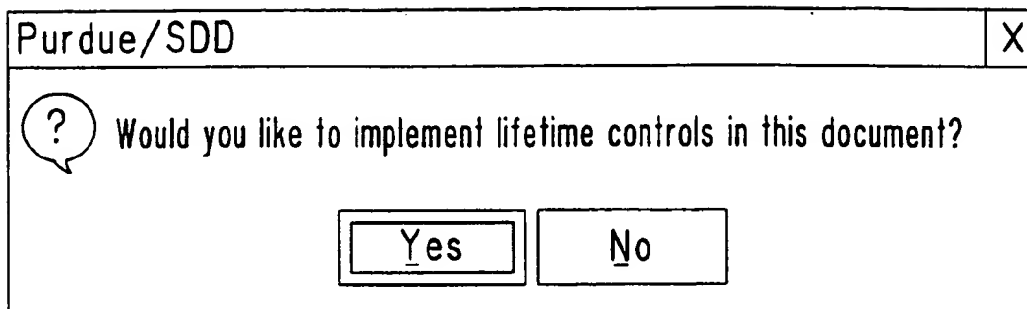 Purdue/SDD X
? Would you like to implement lifetime controls in this document?
Yes No